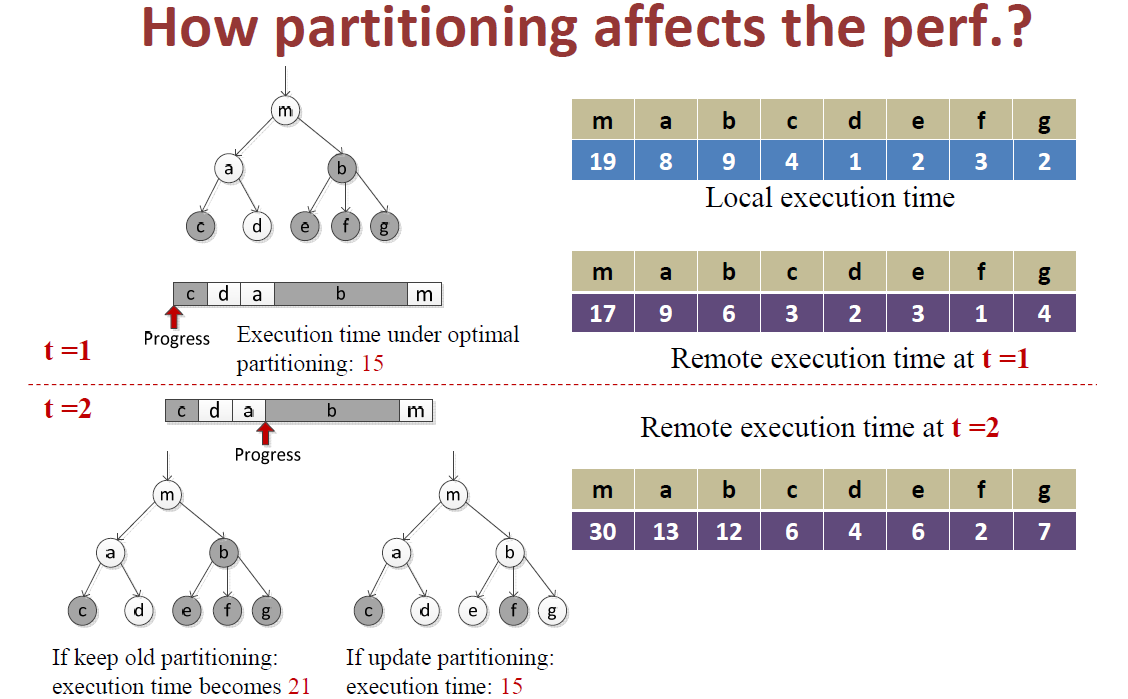 How partitioning affects the perf.?
m
a b
c d e f g
c d a b m
Progress
Execution time under optimal
partitioning: 15
t =1
m a b c d e f g
19 8 9 4 1 2 3 2
Local execution time
m a b c d e f g
17 9 6 3 2 3 1 4
Remote execution time at t =1
t =2
c d a b m
Progress
m
a b
c d e f g
If keep old partitioning:
execution time becomes 21
m
a b
c d e f g
If update partitioning:
execution time: 15
Remote execution time at t =2
m a b c d e f g
30 13 12 6 4 6 2 7